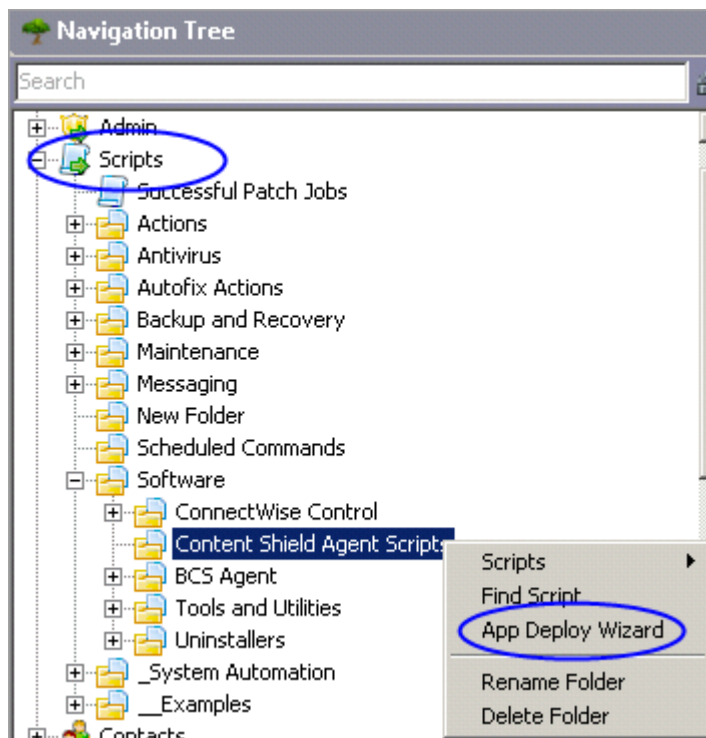 Navigation Tree
Search
Admin
Scripts
Successful Patch Jobs
Actions
Antivirus
Autofix Actions
Backup and Recovery
Maintenance
Messaging
New Folder
Scheduled Commands
Software
ConnectWise Control
Content Shield Agent Scripts
Scripts
BCS Agent
Find Script
Tools and Utilities
App Deploy Wizard
Uninstallers
_System Automation
Rename Folder
__Examples
Delete Folder
Contacts